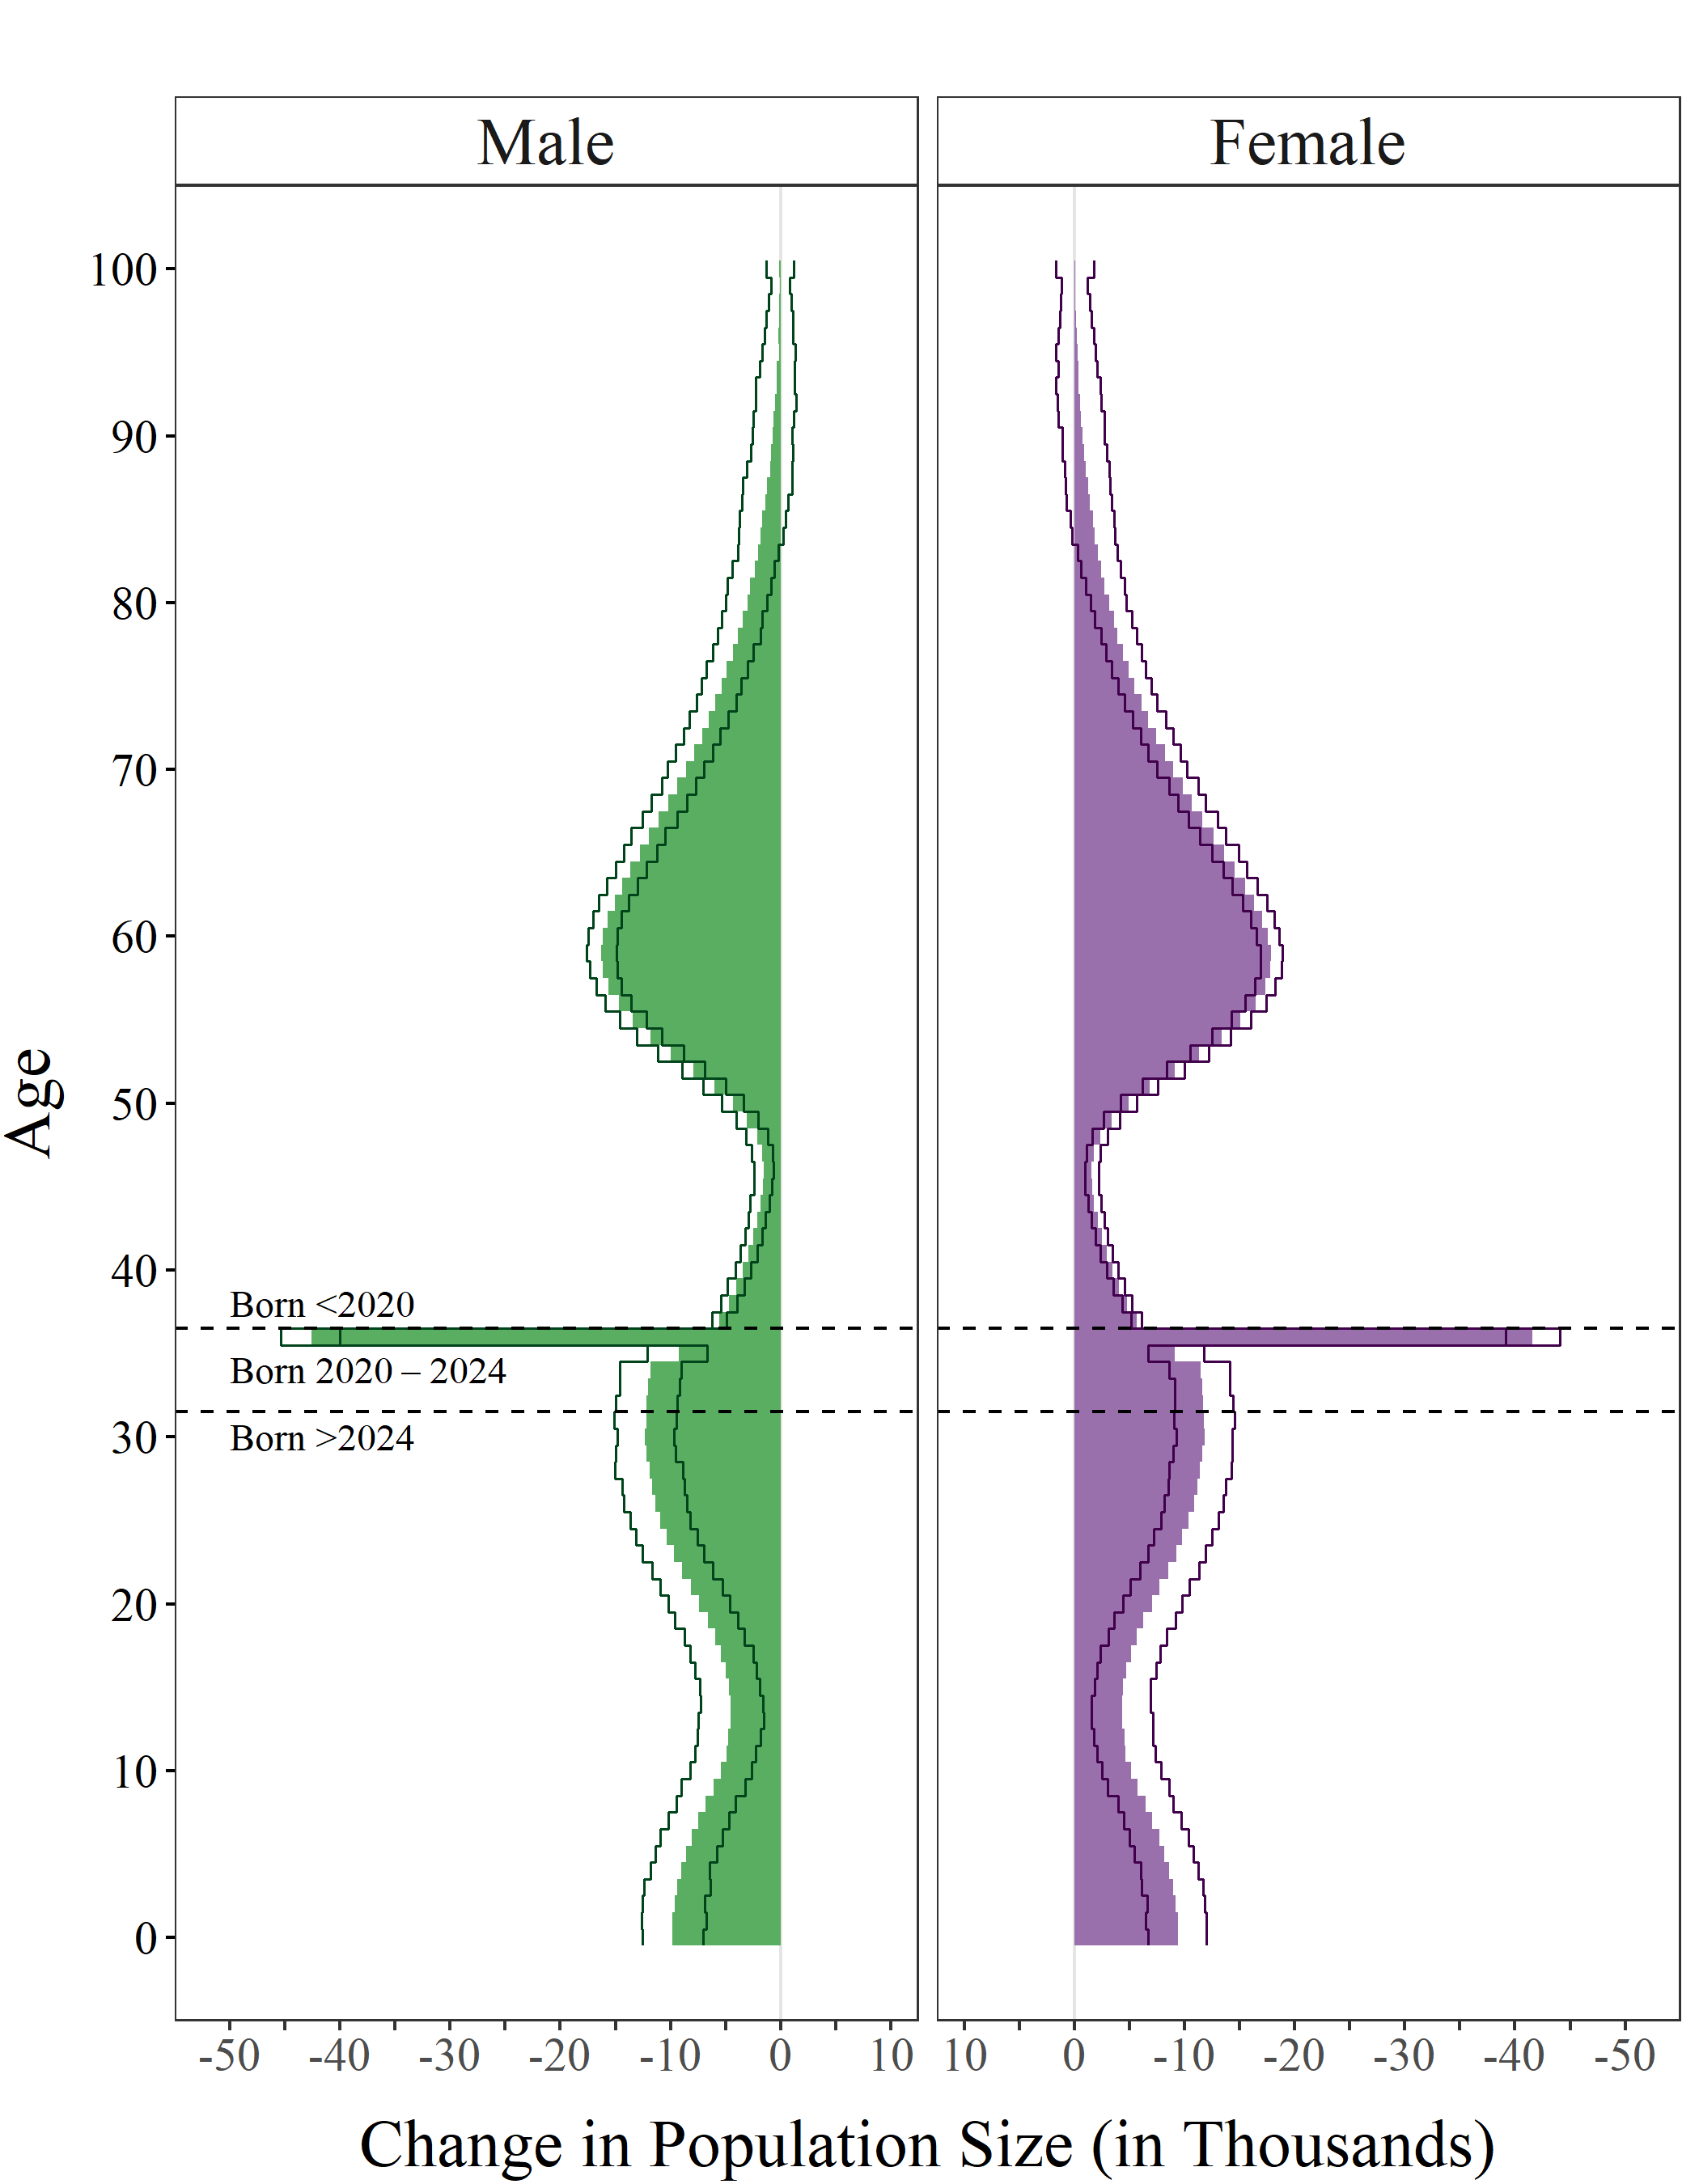 Male Female
100
90
80
70
60
50
40
30
20
10
0
Age
Born <2020
Born 2020 – 2024
Born >2024
-50 -40 -30 -20 -10 0 10 10 0 -10 -20 -30 -40 -50
Change in Population Size (in Thousands)